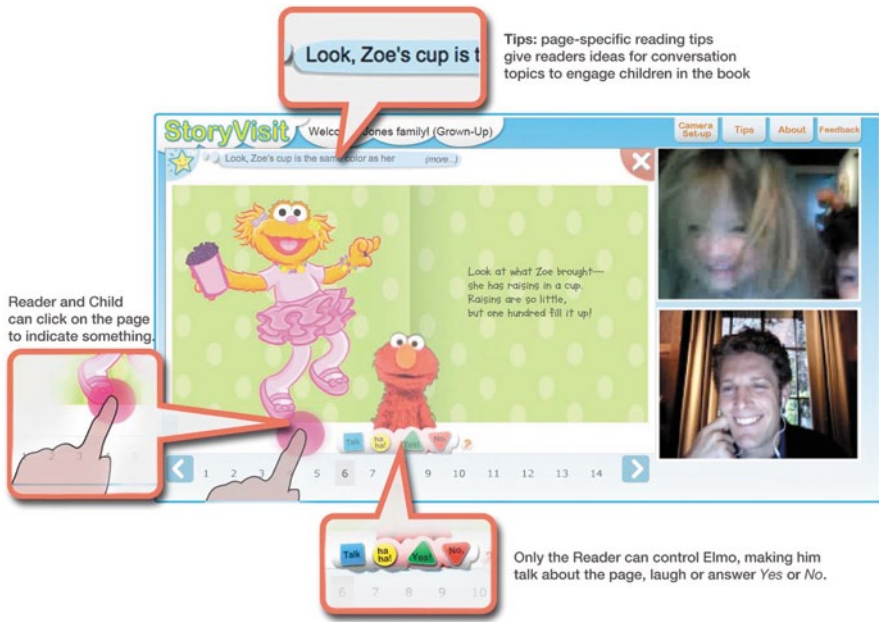 Look, Zoe's cup is t
Tips: page-specific reading tips
give readers ideas for conversation
topics to engage children in the book
StoryVisit
Jones family! (Grown-Up)
Camera
Set-up
Tips
About
Feedback
Look, Zoe's cup is the same color as her
(more...)
Look at what Zoe brought—
she has raisins in a cup.
Raisins are so little,
but one hundred fill it up!
Reader and Child
can click on the page
to indicate something.
Talk
ha
ha!
Yes!
No.
?
1 2 3 5 6 7 9 10 11 12 13 14
Talk
ha
ha!
Yes!
No.
?
6 7 8 9 10
Only the Reader can control Elmo, making him
talk about the page, laugh or answer Yes or No.